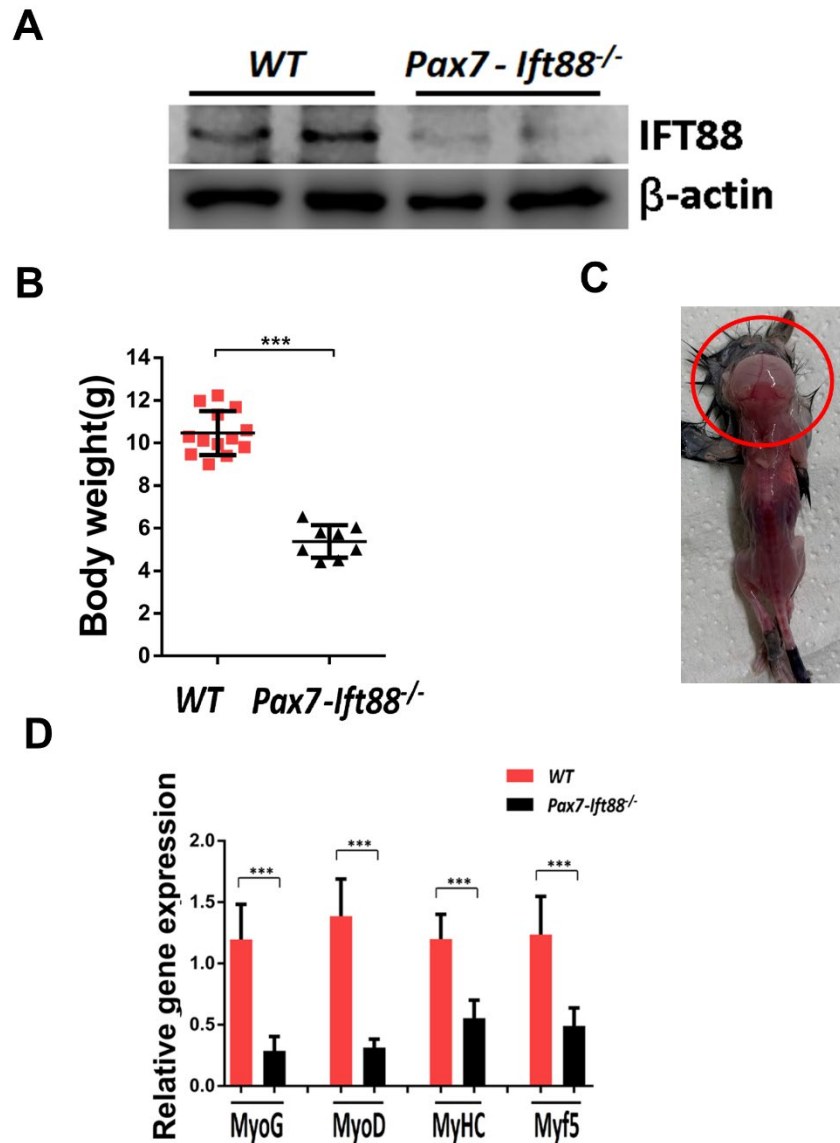 A
WT Pax7 - Ift88-/-
IFT88
β-actin
B
C
***
Body weight(g)
14
12
10
8
6
4
2
0
WT Pax7-Ift88-/-
D
WT
Pax7-Ift88-/-
Relative gene expression
2.0
1.5
1.0
0.5
0.0
*** *** *** ***
MyoG MyoD MyHC Myf5